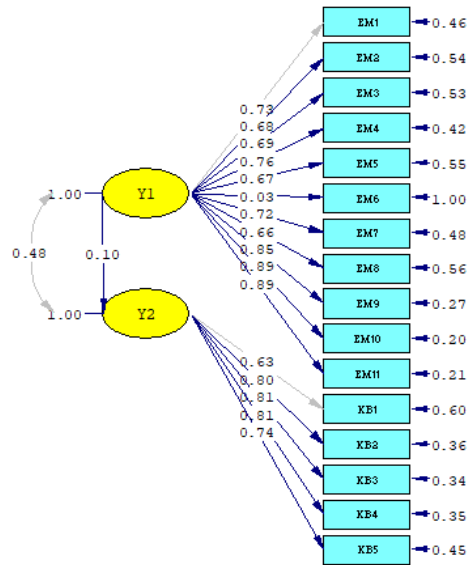 EM1 0.46
EM2 0.54
EM3 0.53
0.73
0.68
EM4 0.42
0.69
0.76
EM5 0.55
0.67
1.00 Y1
0.03
EM6 1.00
0.72
EM7 0.48
0.66
0.48 0.10
0.85
EM8 0.56
0.89
0.89
EM9 0.27
1.00 Y2
EM10 0.20
EM11 0.21
0.63
0.80
KB1 0.60
0.81
0.81
0.74
KB2 0.36
KB3 0.34
KB4 0.35
KB5 0.45